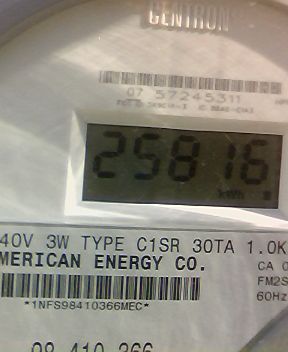 CENTRON
07 57245311
25816
kWh
40V 3W TYPE C1SR 30TA 1.0K
MERICAN ENERGY CO.
CA 0
FM2S
*1NFS98410366MEC*
60Hz
98 410 366